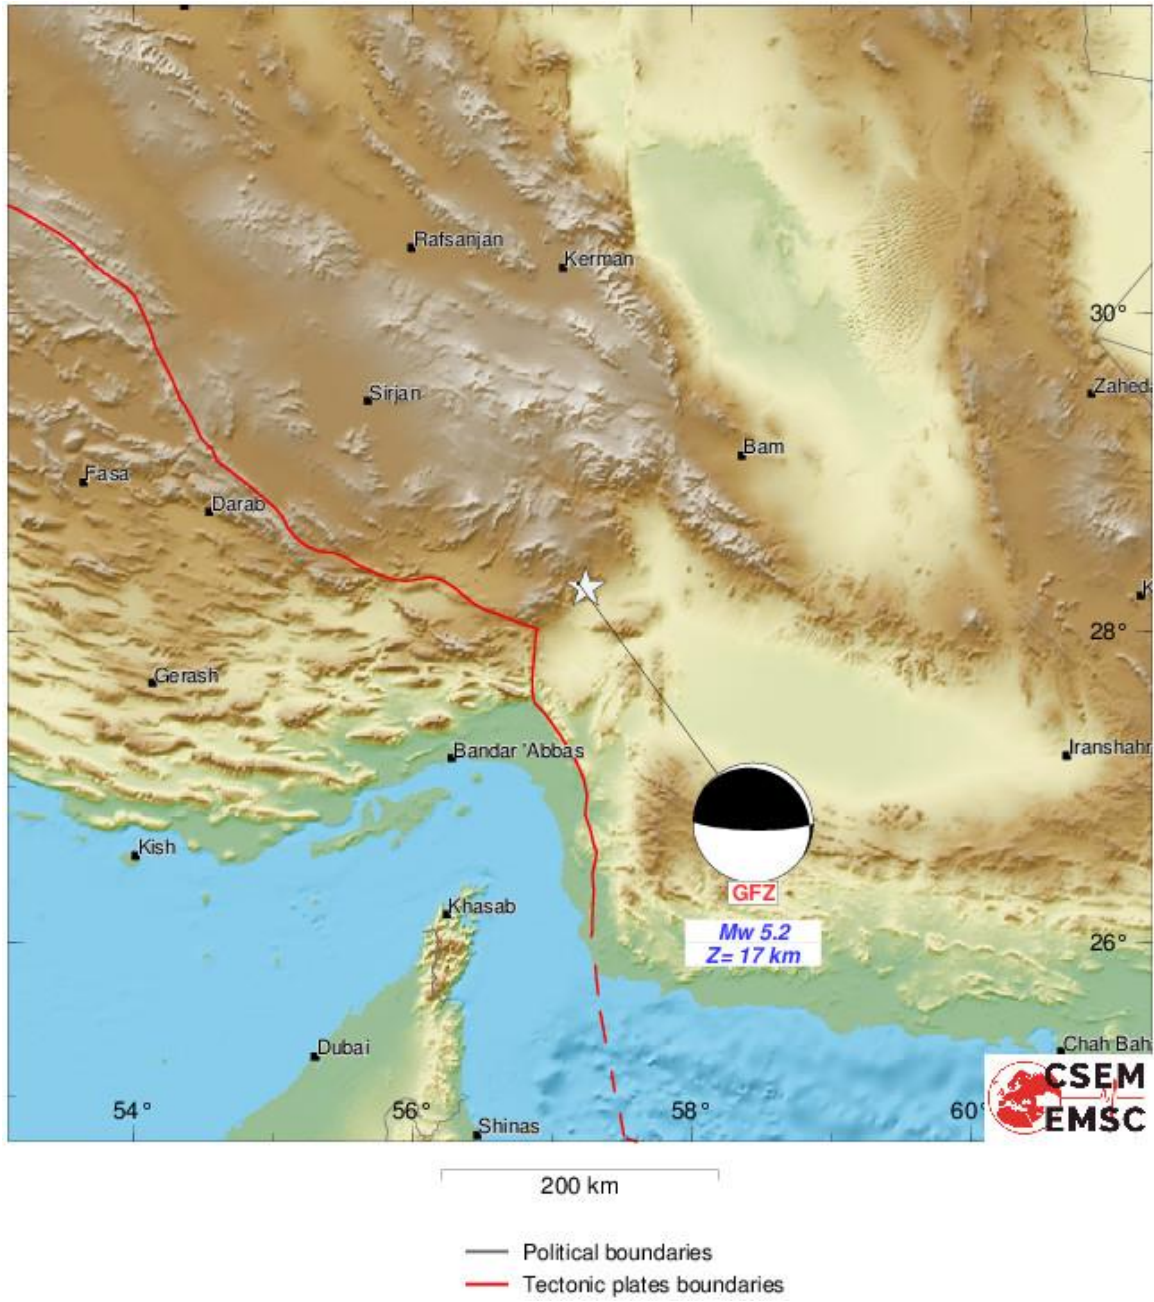 Rafsanjan
Kerman
30°
Sirjan
Zaheda
Bam
Fasa
Darab
K
28°
Gerash
Bandar 'Abbas
Iranshahr
Kish
GFZ
Khasab
Mw 5.2
26°
Z= 17 km
Dubai
Chah Bah
CSEM
54°
56°
58°
60°
EMSC
Shinas
200 km
Political boundaries
Tectonic plates boundaries